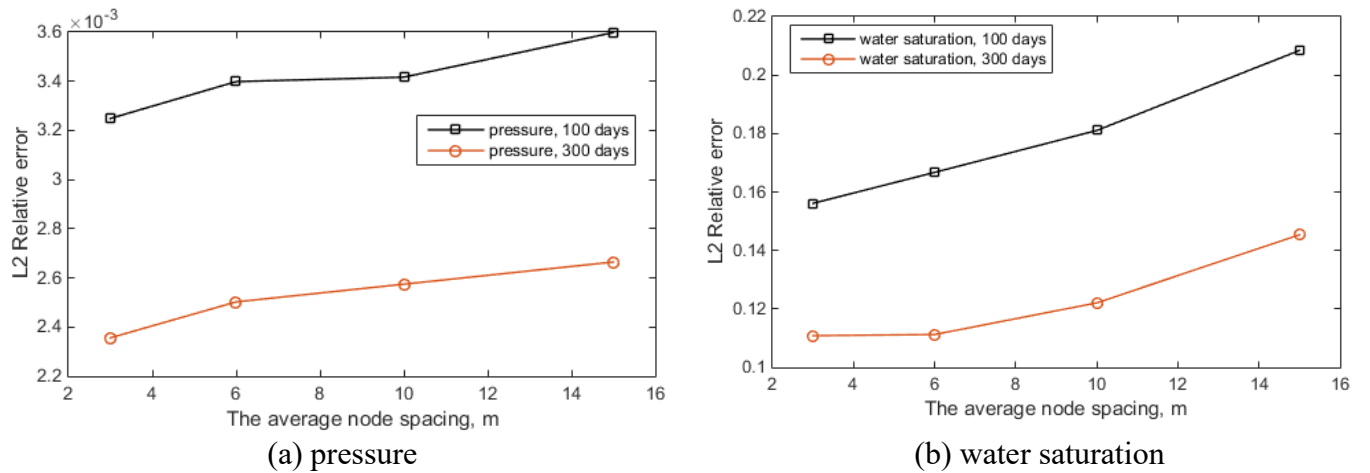 ×10⁻³
3.6
3.4
3.2
3
2.8
2.6
2.4
2.2
L2 Relative error
pressure, 100 days
pressure, 300 days
2 4 6 8 10 12 14 16
The average node spacing, m
(a) pressure
0.22
0.2
0.18
0.16
0.14
0.12
0.1
L2 Relative error
water saturation, 100 days
water saturation, 300 days
2 4 6 8 10 12 14 16
The average node spacing, m
(b) water saturation